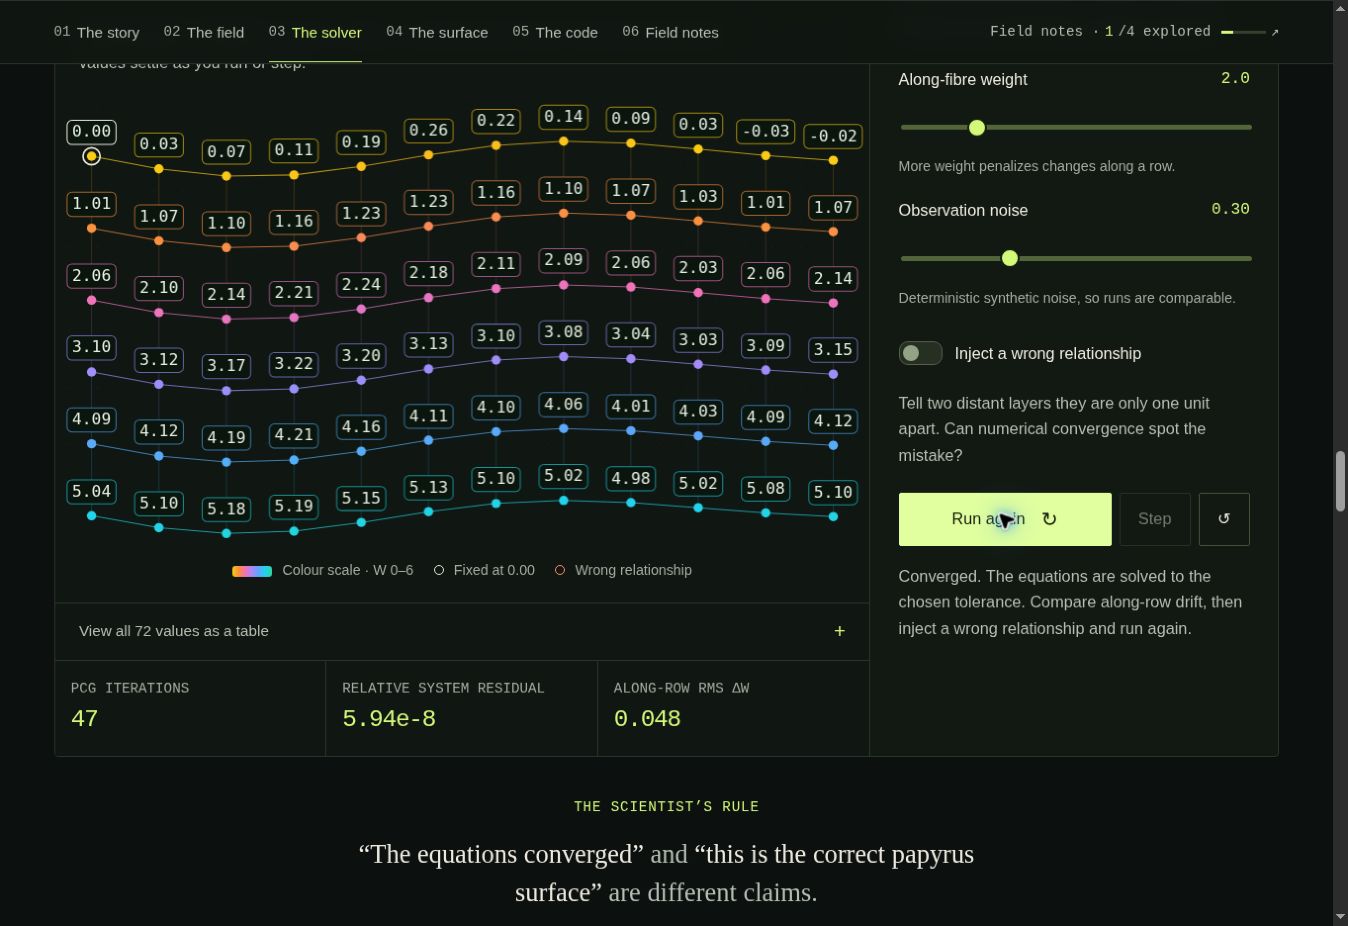 01 The story 02 The field 03 The solver 04 The surface 05 The code 06 Field notes Field notes · 1/4 explored ↗
values settle as you run or step.
0.00 0.03 0.07 0.11 0.19 0.26 0.22 0.14 0.09 0.03 -0.03 -0.02
1.01 1.07 1.10 1.16 1.23 1.23 1.16 1.10 1.07 1.03 1.01 1.07
2.06 2.10 2.14 2.21 2.24 2.18 2.11 2.09 2.06 2.03 2.06 2.14
3.10 3.12 3.17 3.22 3.20 3.13 3.10 3.08 3.04 3.03 3.09 3.15
4.09 4.12 4.19 4.21 4.16 4.11 4.10 4.06 4.01 4.03 4.09 4.12
5.04 5.10 5.18 5.19 5.15 5.13 5.10 5.02 4.98 5.02 5.08 5.10
Colour scale · W 0–6 Fixed at 0.00 Wrong relationship
View all 72 values as a table +
PCG ITERATIONS
47
RELATIVE SYSTEM RESIDUAL
5.94e-8
ALONG-ROW RMS ΔW
0.048
Along-fibre weight 2.0
More weight penalizes changes along a row.
Observation noise 0.30
Deterministic synthetic noise, so runs are comparable.
Inject a wrong relationship
Tell two distant layers they are only one unit
apart. Can numerical convergence spot the
mistake?
Run again ↻ Step ↺
Converged. The equations are solved to the
chosen tolerance. Compare along-row drift, then
inject a wrong relationship and run again.
THE SCIENTIST’S RULE
“The equations converged” and “this is the correct papyrus
surface” are different claims.